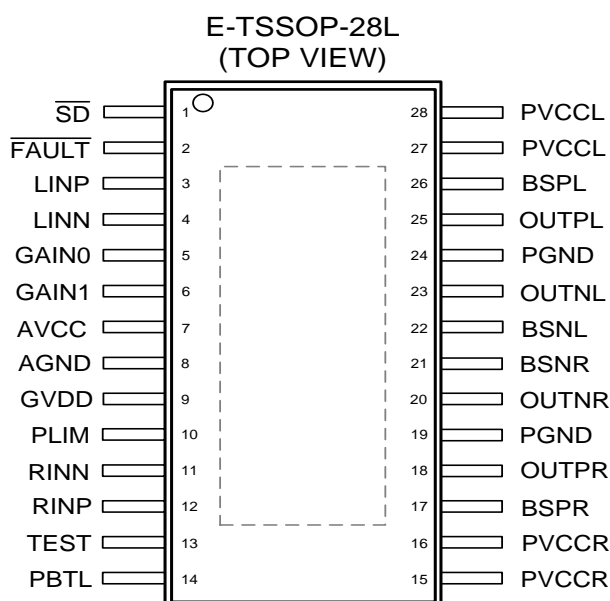 E-TSSOP-28L
(TOP VIEW)
SD 1 28 PVCCL
FAULT 2 27 PVCCL
LINP 3 26 BSPL
LINN 4 25 OUTPL
GAIN0 5 24 PGND
GAIN1 6 23 OUTNL
AVCC 7 22 BSNL
AGND 8 21 BSNR
GVDD 9 20 OUTNR
PLIM 10 19 PGND
RINN 11 18 OUTPR
RINP 12 17 BSPR
TEST 13 16 PVCCR
PBTL 14 15 PVCCR